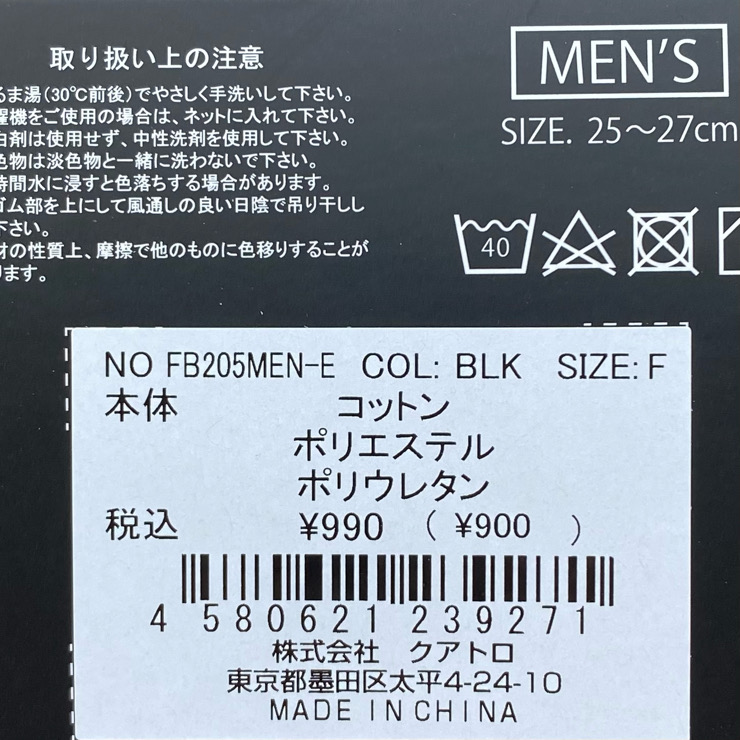 取り扱い上の注意
るま湯(30℃前後)でやさしく手洗いして下さい。
濯機をご使用の場合は、ネットに入れて下さい。
白剤は使用せず、中性洗剤を使用して下さい。
色物は淡色物と一緒に洗わないで下さい。
時間水に浸すと色落ちする場合があります。
ゴム部を上にして風通しの良い日陰で吊り干しし
下さい。
材の性質上、摩擦で他のものに色移りすることが
ります。
MEN'S
SIZE. 25～27cm
40
NO FB205MEN-E COL: BLK SIZE: F
本体 コットン
ポリエステル
ポリウレタン
税込 ¥990 ( ¥900 )
4 580621 239271
株式会社 クアトロ
東京都墨田区太平4-24-10
MADE IN CHINA